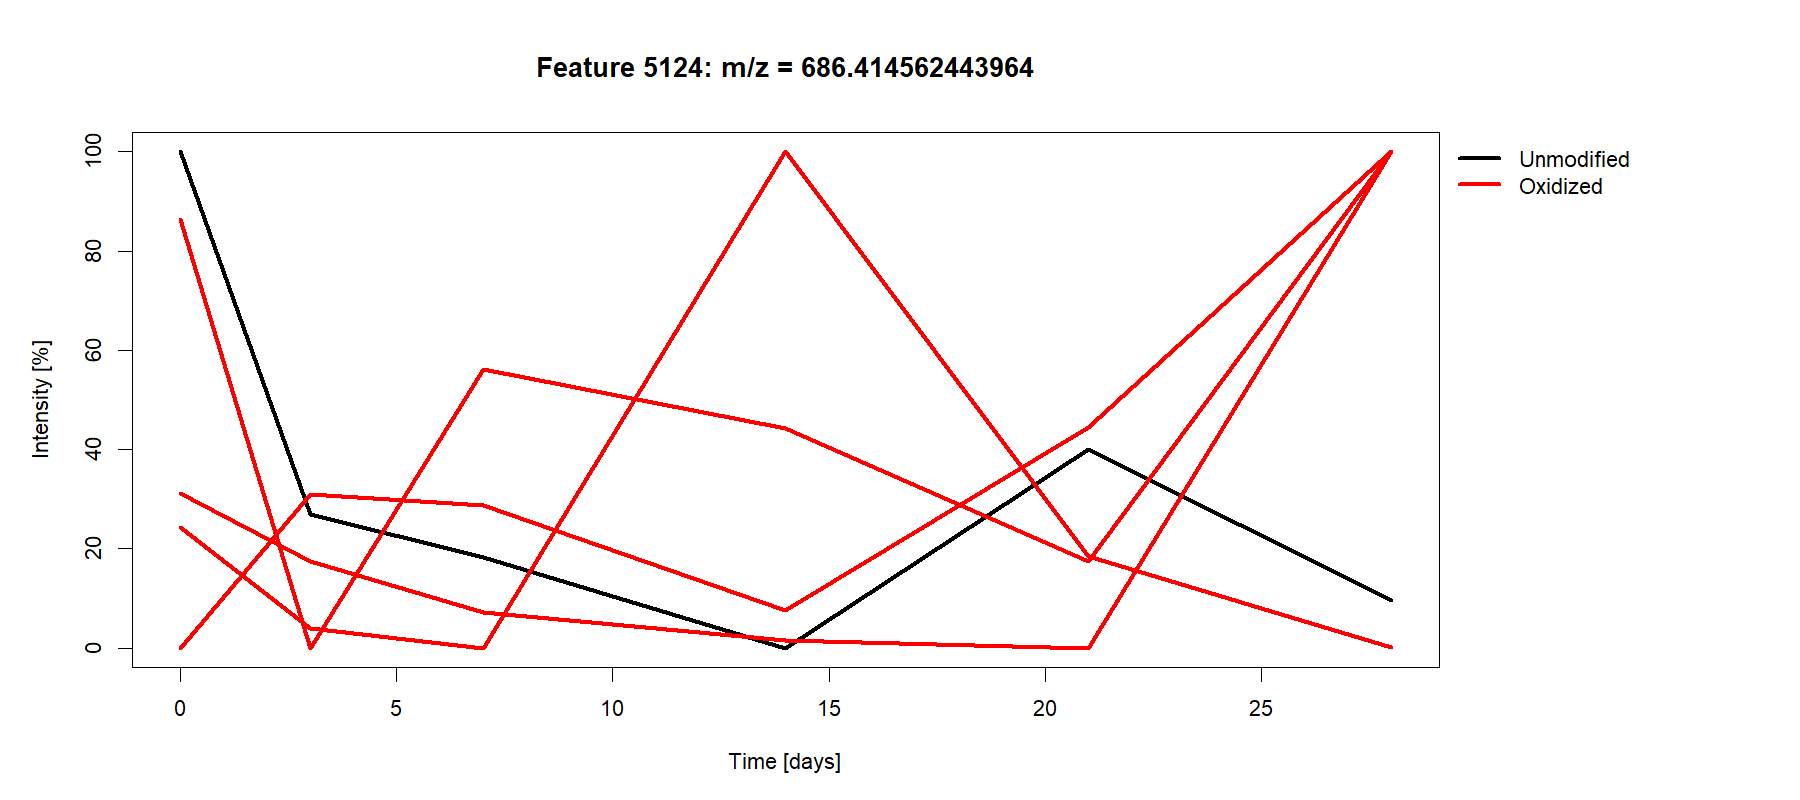 Feature 5124: m/z = 686.414562443964
Unmodified
Oxidized
Intensity [%]
100
80
60
40
20
0
0 5 10 15 20 25
Time [days]